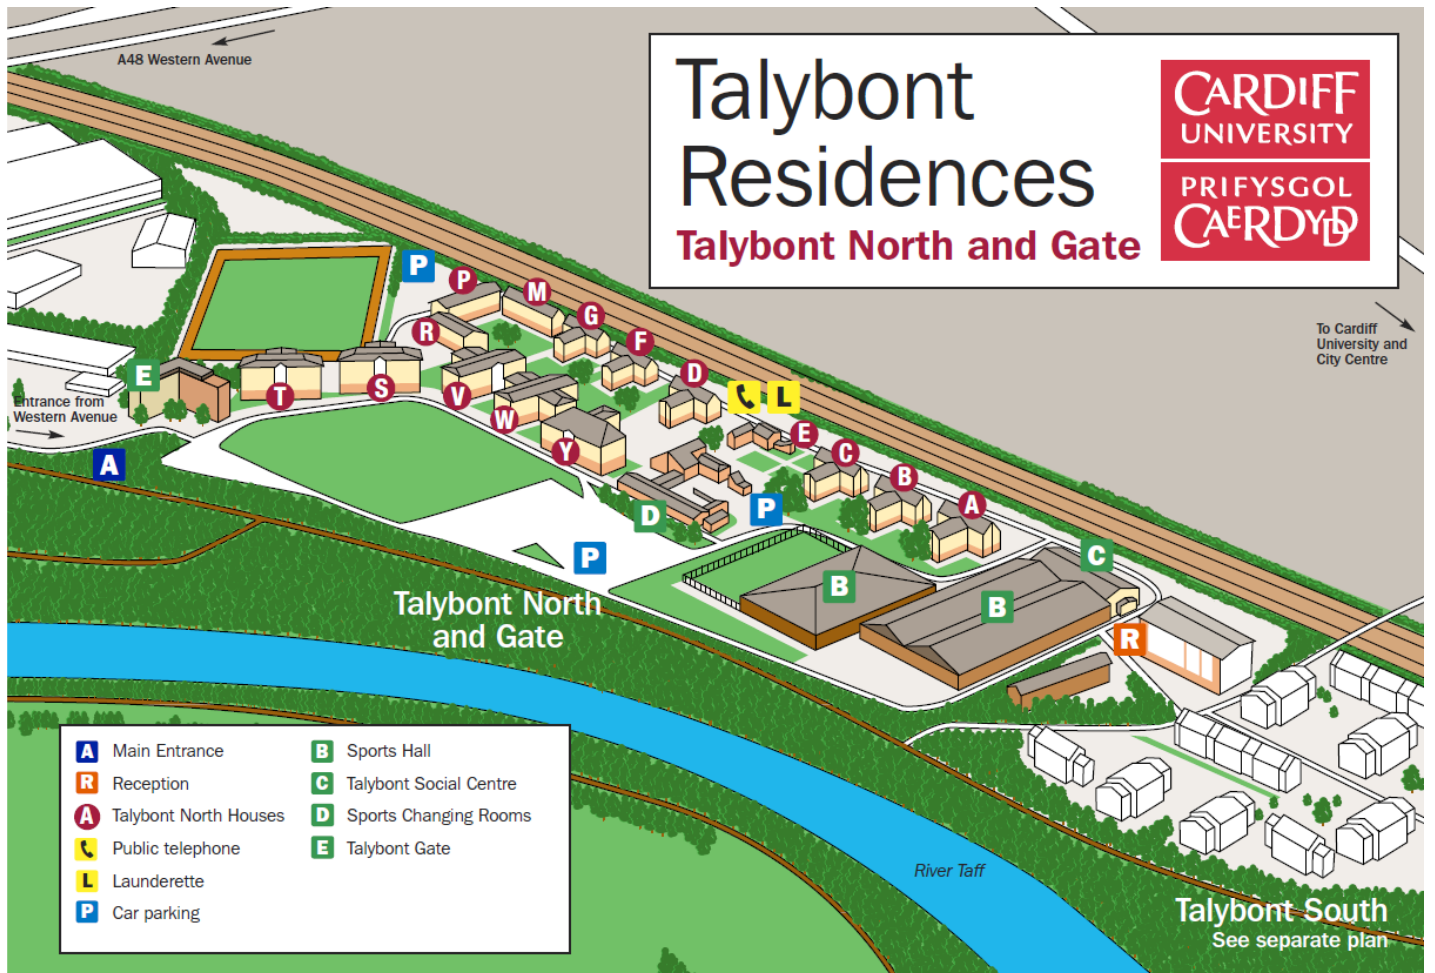 A48 Western Avenue
Talybont
Residences
Talybont North and Gate
CARDIFF
UNIVERSITY
PRIFYSGOL
CAERDYDD
To Cardiff
University and
City Centre
P
P
M
G
R
F
E
T
S
V
D
L
Entrance from
Western Avenue
W
E
Y
C
A
B
A
D
P
P
C
B
B
R
Talybont North
and Gate
A Main Entrance
R Reception
A Talybont North Houses
Public telephone
L Launderette
P Car parking
B Sports Hall
C Talybont Social Centre
D Sports Changing Rooms
E Talybont Gate
River Taff
Talybont South
See separate plan